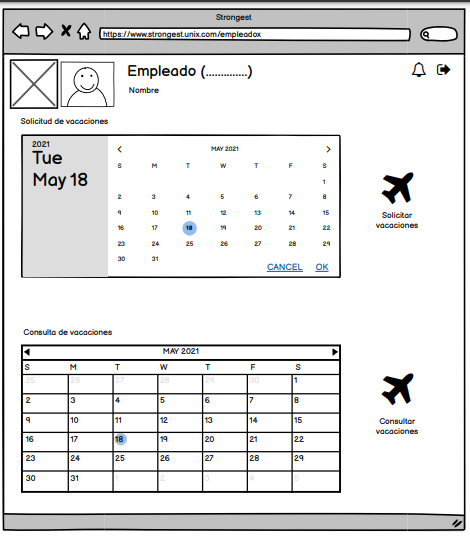 Strongest
https://www.strongest.unix.com/empleadox
Empleado (.............)
Nombre
Solicitud de vacaciones
2021
Tue
May 18
MAY 2021
S M T W T F S
1
2 3 4 5 6 7 8
9 10 11 12 13 14 15
16 17 18 19 20 21 22
23 24 25 26 27 28 29
30 31
CANCEL OK
Solicitar
vacaciones
Consulta de vacaciones
MAY 2021
S M T W T F S
25 26 27 28 29 30 1
2 3 4 5 6 7 8
9 10 11 12 13 14 15
16 17 18 19 20 21 22
23 24 25 26 27 28 29
30 31 1 2 3 4 5
Consultar
vacaciones